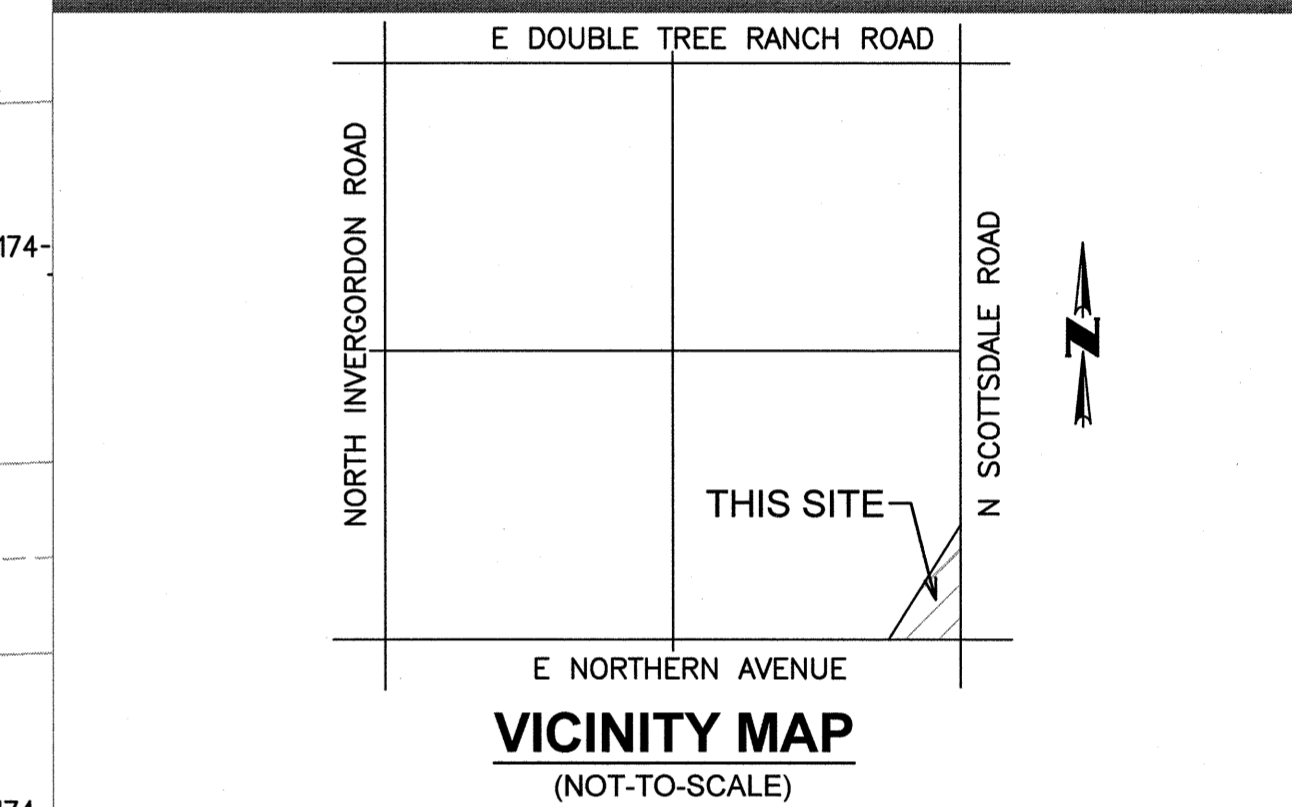 E DOUBLE TREE RANCH ROAD
NORTH INVERGORDON ROAD
N SCOTTSDALE ROAD
174-
N
THIS SITE
E NORTHERN AVENUE
VICINITY MAP
(NOT-TO-SCALE)